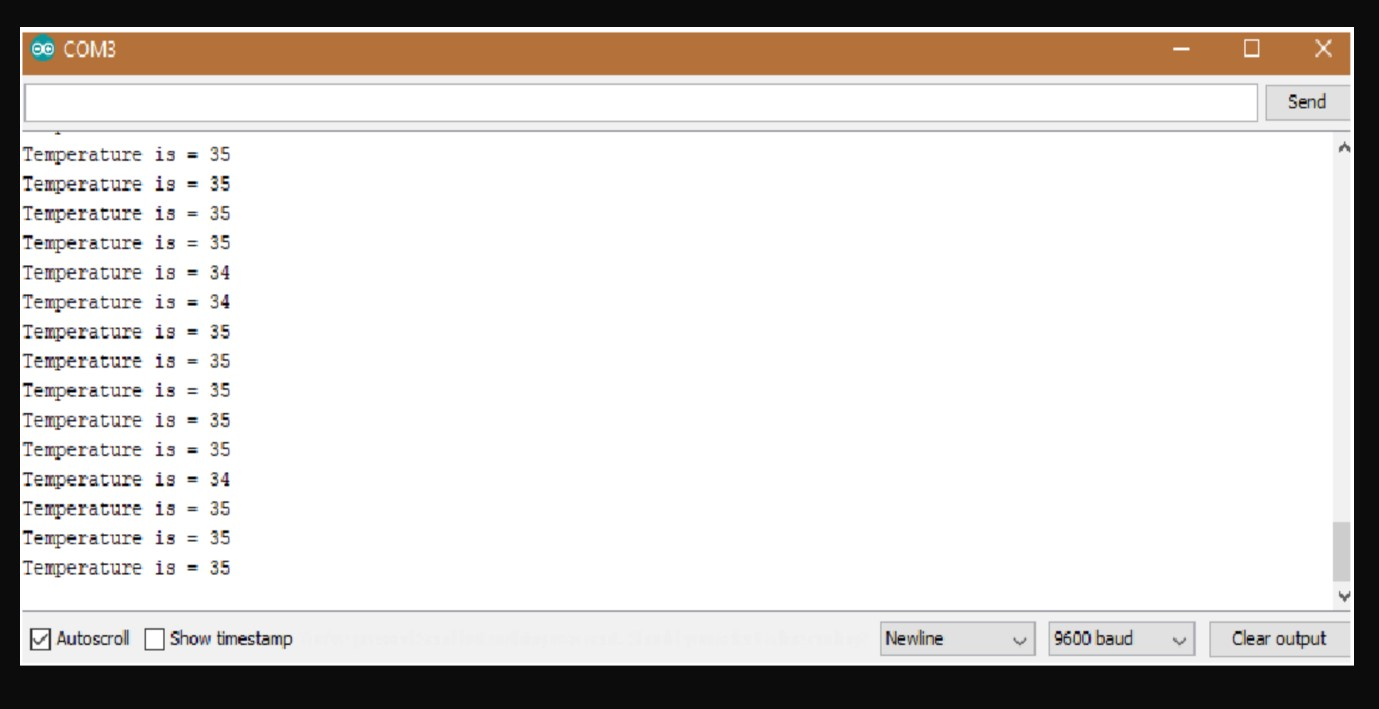 COM3
Send
Temperature is = 35
Temperature is = 35
Temperature is = 35
Temperature is = 35
Temperature is = 34
Temperature is = 34
Temperature is = 35
Temperature is = 35
Temperature is = 35
Temperature is = 35
Temperature is = 35
Temperature is = 34
Temperature is = 35
Temperature is = 35
Temperature is = 35
Autoscroll Show timestamp Newline 9600 baud Clear output